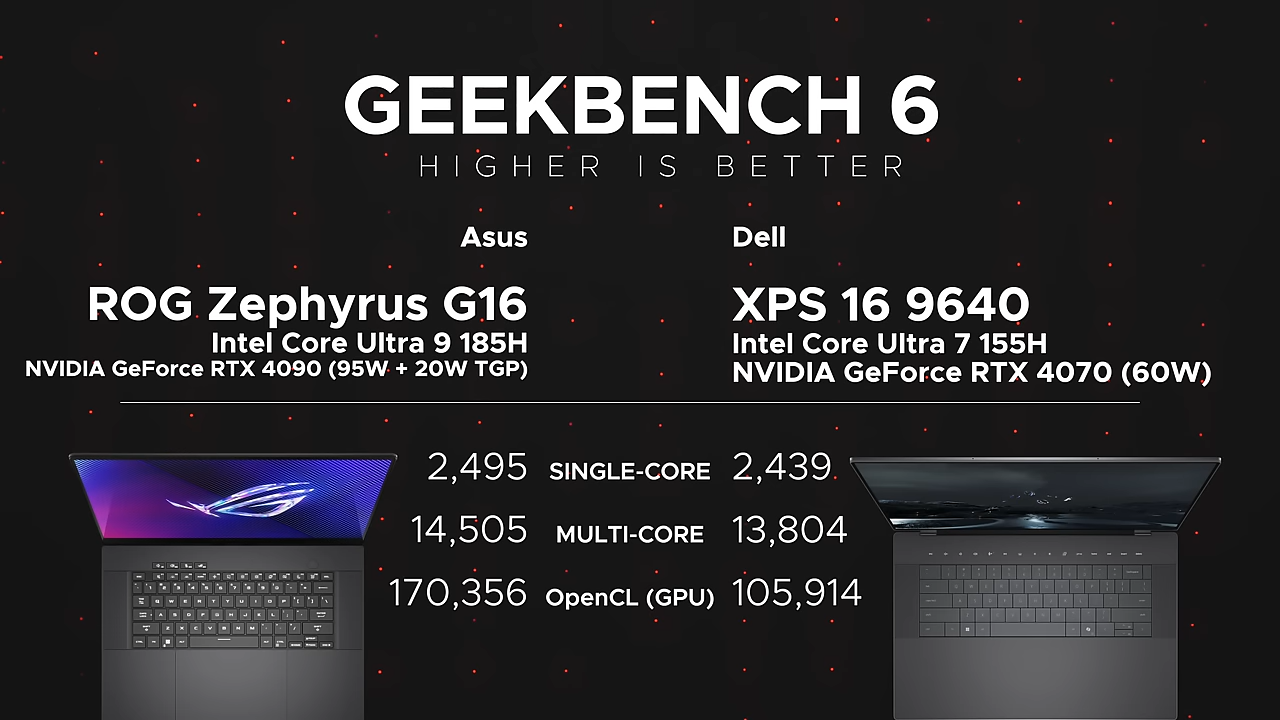 GEEKBENCH 6
HIGHER IS BETTER
Asus
Dell
ROG Zephyrus G16
XPS 16 9640
Intel Core Ultra 9 185H
Intel Core Ultra 7 155H
NVIDIA GeForce RTX 4090 (95W + 20W TGP)
NVIDIA GeForce RTX 4070 (60W)
2,495 SINGLE-CORE 2,439
14,505 MULTI-CORE 13,804
170,356 OpenCL (GPU) 105,914